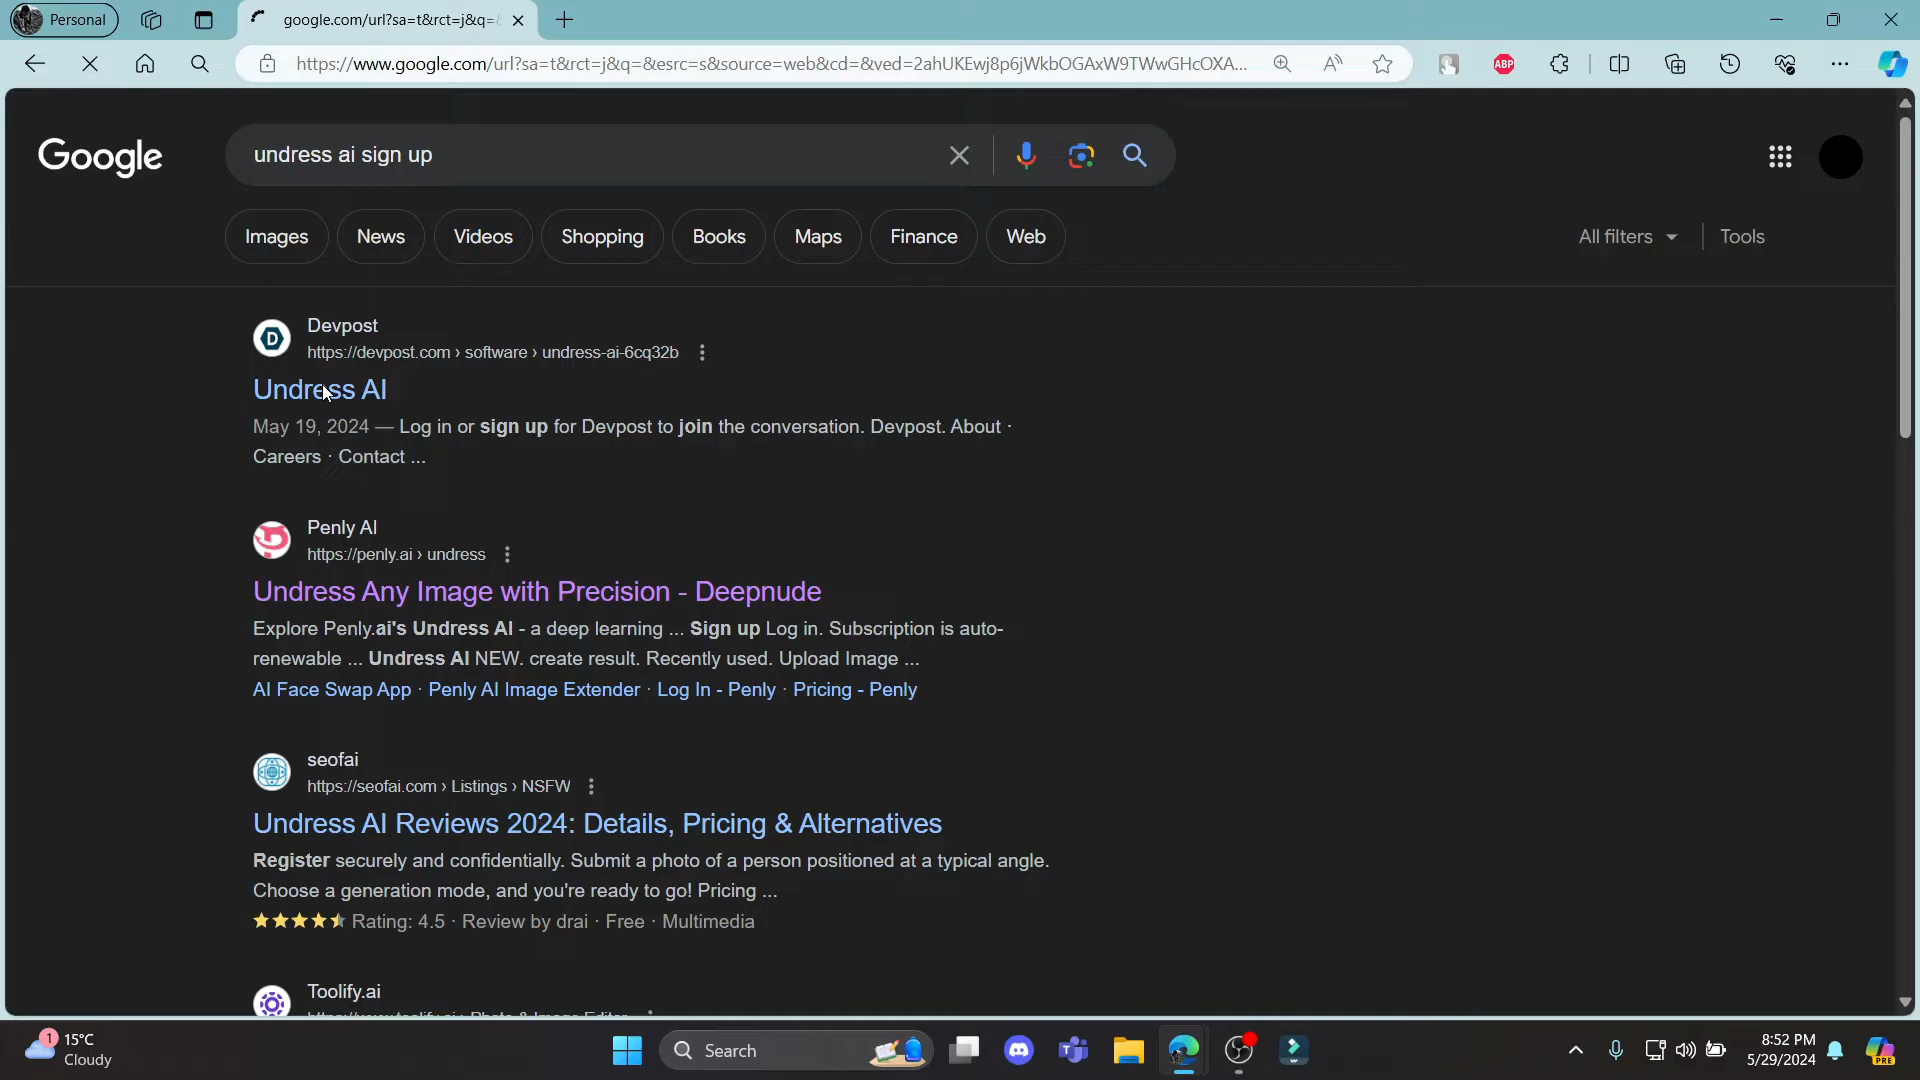 Personal
google.com/url?sa=t&rct=j&q=&
https://www.google.com/url?sa=t&rct=j&q=&esrc=s&source=web&cd=&ved=2ahUKEwj8p6jWkbOGAxW9TWwGHcOXA...
ABP
Google
undress ai sign up
Images
News
Videos
Shopping
Books
Maps
Finance
Web
All filters
Tools
Devpost
https://devpost.com › software › undress-ai-6cq32b
Undress AI
May 19, 2024 — Log in or sign up for Devpost to join the conversation. Devpost. About ·
Careers · Contact ...
Penly AI
https://penly.ai › undress
Undress Any Image with Precision - Deepnude
Explore Penly.ai's Undress AI - a deep learning ... Sign up Log in. Subscription is auto-
renewable ... Undress AI NEW. create result. Recently used. Upload Image ...
AI Face Swap App · Penly AI Image Extender · Log In - Penly · Pricing - Penly
seofai
https://seofai.com › Listings › NSFW
Undress AI Reviews 2024: Details, Pricing & Alternatives
Register securely and confidentially. Submit a photo of a person positioned at a typical angle.
Choose a generation mode, and you're ready to go! Pricing ...
Rating: 4.5 · Review by drai · Free · Multimedia
Toolify.ai
1
15°C
Cloudy
Search
8:52 PM
5/29/2024
PRE